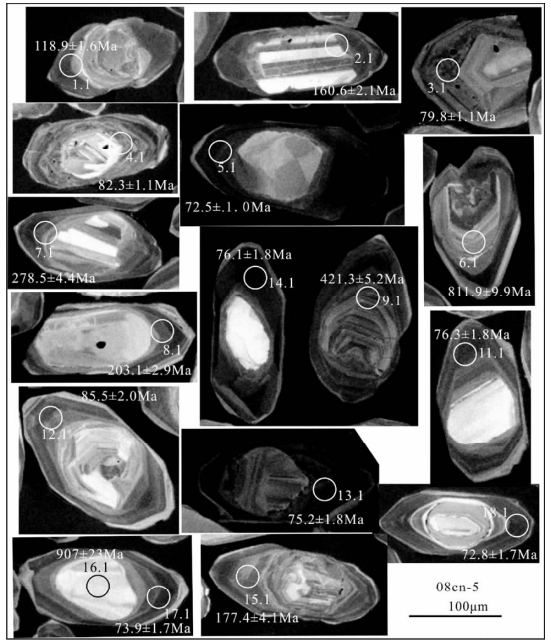 118.9±1.6Ma
1.1
2.1
160.6±2.1Ma
3.1
79.8±1.1Ma
4.1
82.3±1.1Ma
5.1
72.5±.1.0Ma
6.1
811.9±9.9Ma
7.1
278.5±4.4Ma
76.1±1.8Ma
14.1
421.3±5.2Ma
9.1
8.1
203.1±2.9Ma
76.3±1.8Ma
11.1
85.5±2.0Ma
12.1
13.1
75.2±1.8Ma
18.1
72.8±1.7Ma
907±23Ma
16.1
17.1
73.9±1.7Ma
15.1
177.4±4.1Ma
08cn-5
100μm